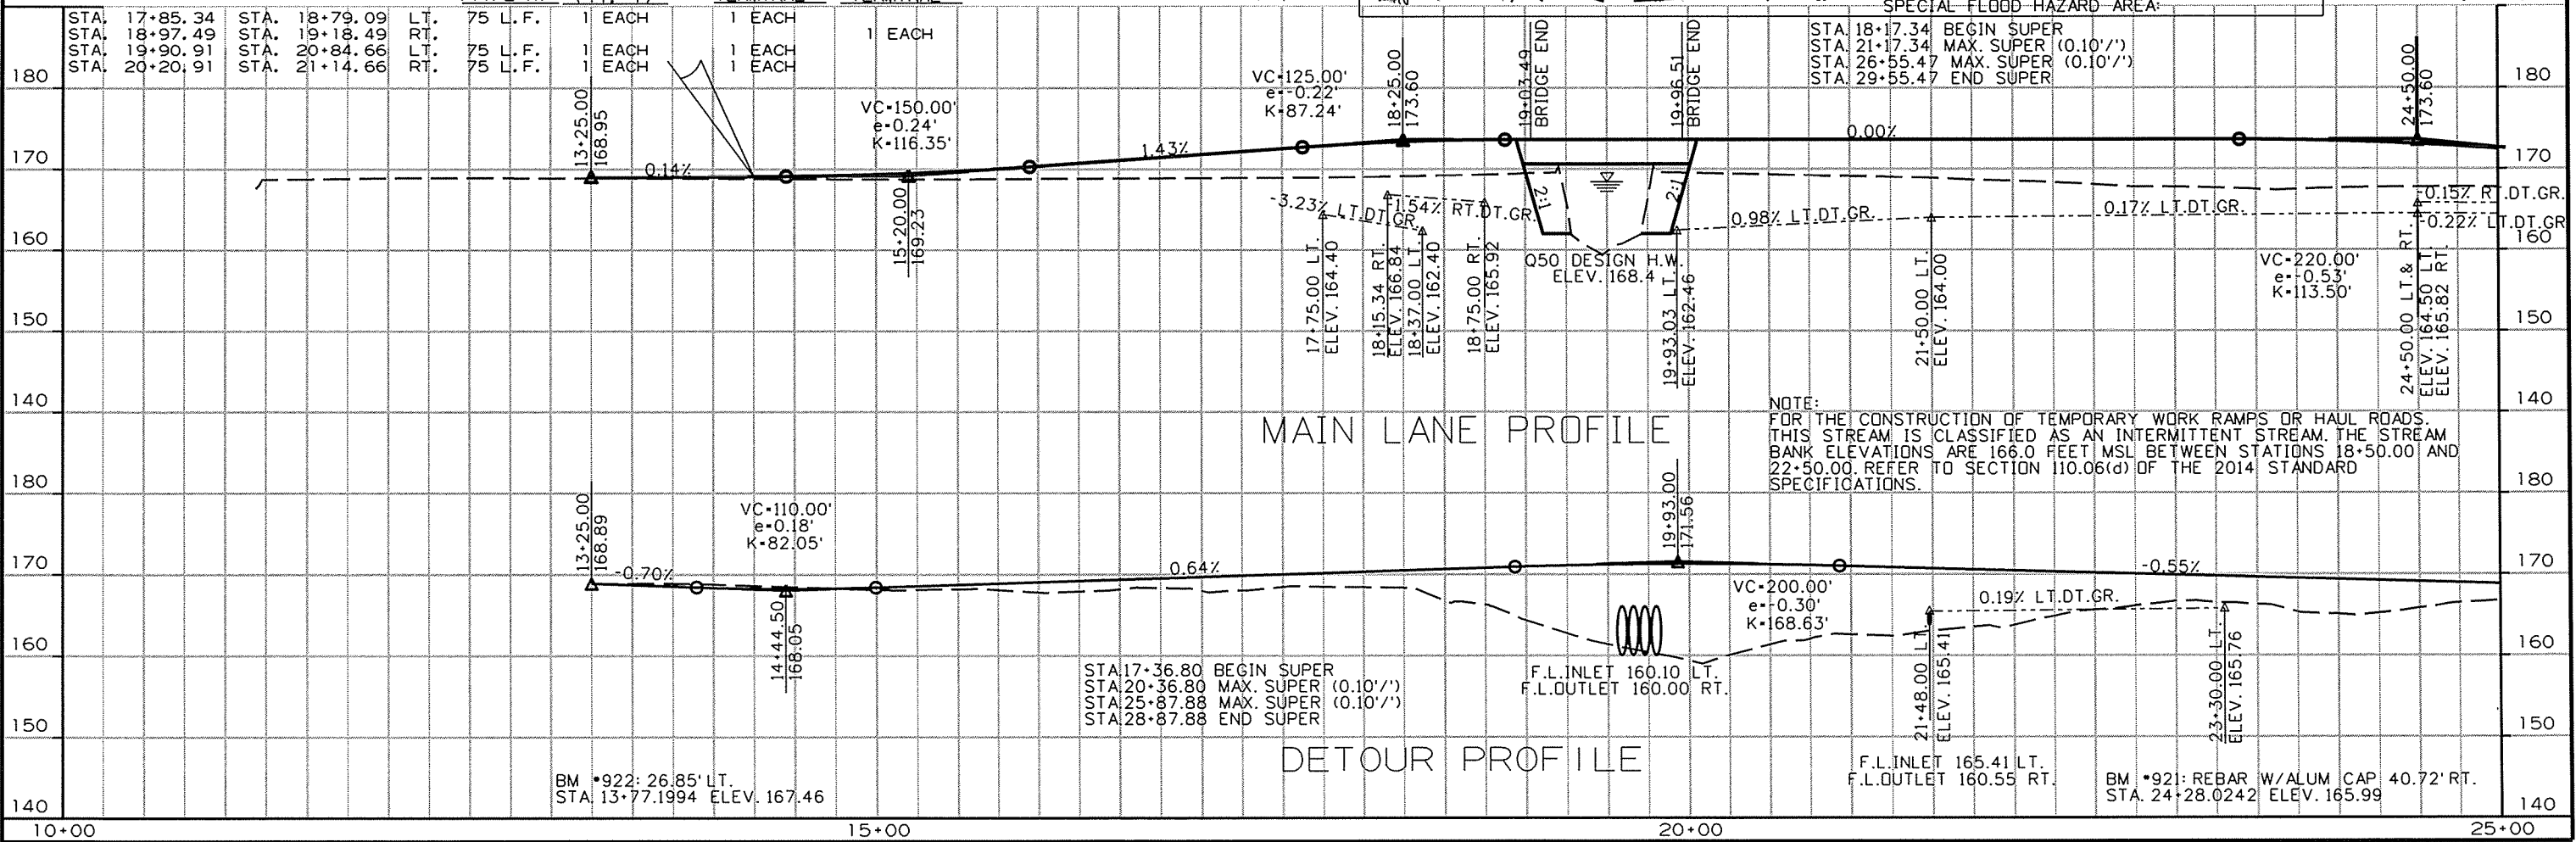 STA. 17+85.34 STA. 18+79.09 LT. 75 L.F. 1 EACH 1 EACH
STA. 18+97.49 STA. 19+18.49 RT. 1 EACH
STA. 19+90.91 STA. 20+84.66 LT. 75 L.F. 1 EACH 1 EACH
STA. 20+20.91 STA. 21+14.66 RT. 75 L.F. 1 EACH 1 EACH
SPECIAL FLOOD HAZARD AREA:
STA. 18+17.34 BEGIN SUPER
STA. 21+17.34 MAX. SUPER (0.10'/')
STA. 26+55.47 MAX. SUPER (0.10'/')
STA. 29+55.47 END SUPER
180
170
160
150
140
180
170
160
150
140
13+25.00
168.95
0.14%
VC=150.00'
e=0.24'
K=116.35'
15+20.00
169.23
1.43%
VC=125.00'
e=-0.22'
K=87.24'
18+25.00
173.60
19+03.49
BRIDGE END
19+96.51
BRIDGE END
0.00%
24+50.00
173.60
2:1
2:1
-3.23% LT.DT.GR.
-1.54% RT.DT.GR.
0.98% LT.DT.GR.
0.17% LT.DT.GR.
-0.15% RT.DT.GR.
-0.22% LT.DT.GR.
17+75.00 LT.
ELEV. 164.40
18+15.34 RT.
ELEV. 166.84
18+37.00 LT.
ELEV. 162.40
18+75.00 RT.
ELEV. 165.92
Q50 DESIGN H.W.
ELEV. 168.4
19+93.03 LT.
ELEV. 162.46
21+50.00 LT.
ELEV. 164.00
VC=220.00'
e=-0.53'
K=113.50'
24+50.00 LT.& RT.
ELEV. 164.50 LT.
ELEV. 165.82 RT.
MAIN LANE PROFILE
NOTE:
FOR THE CONSTRUCTION OF TEMPORARY WORK RAMPS OR HAUL ROADS.
THIS STREAM IS CLASSIFIED AS AN INTERMITTENT STREAM. THE STREAM
BANK ELEVATIONS ARE 166.0 FEET MSL BETWEEN STATIONS 18+50.00 AND
22+50.00. REFER TO SECTION 110.06(d) OF THE 2014 STANDARD
SPECIFICATIONS.
180
170
160
150
140
180
170
160
150
140
13+25.00
168.89
-0.70%
VC=110.00'
e=0.18'
K=82.05'
14+44.50
168.05
0.64%
19+93.00
171.56
VC=200.00'
e=-0.30'
K=168.63'
-0.55%
0.19% LT.DT.GR.
STA.17+36.80 BEGIN SUPER
STA.20+36.80 MAX. SUPER (0.10'/')
STA.25+87.88 MAX. SUPER (0.10'/')
STA.28+87.88 END SUPER
F.L.INLET 160.10 LT.
F.L.OUTLET 160.00 RT.
21+48.00 LT.
ELEV. 165.41
23+30.00 LT.
ELEV. 165.76
DETOUR PROFILE
F.L.INLET 165.41 LT.
F.L.OUTLET 160.55 RT.
BM •922: 26.85' LT.
STA. 13+77.1994 ELEV. 167.46
BM •921: REBAR W/ALUM CAP 40.72' RT.
STA. 24+28.0242 ELEV. 165.99
10+00
15+00
20+00
25+00